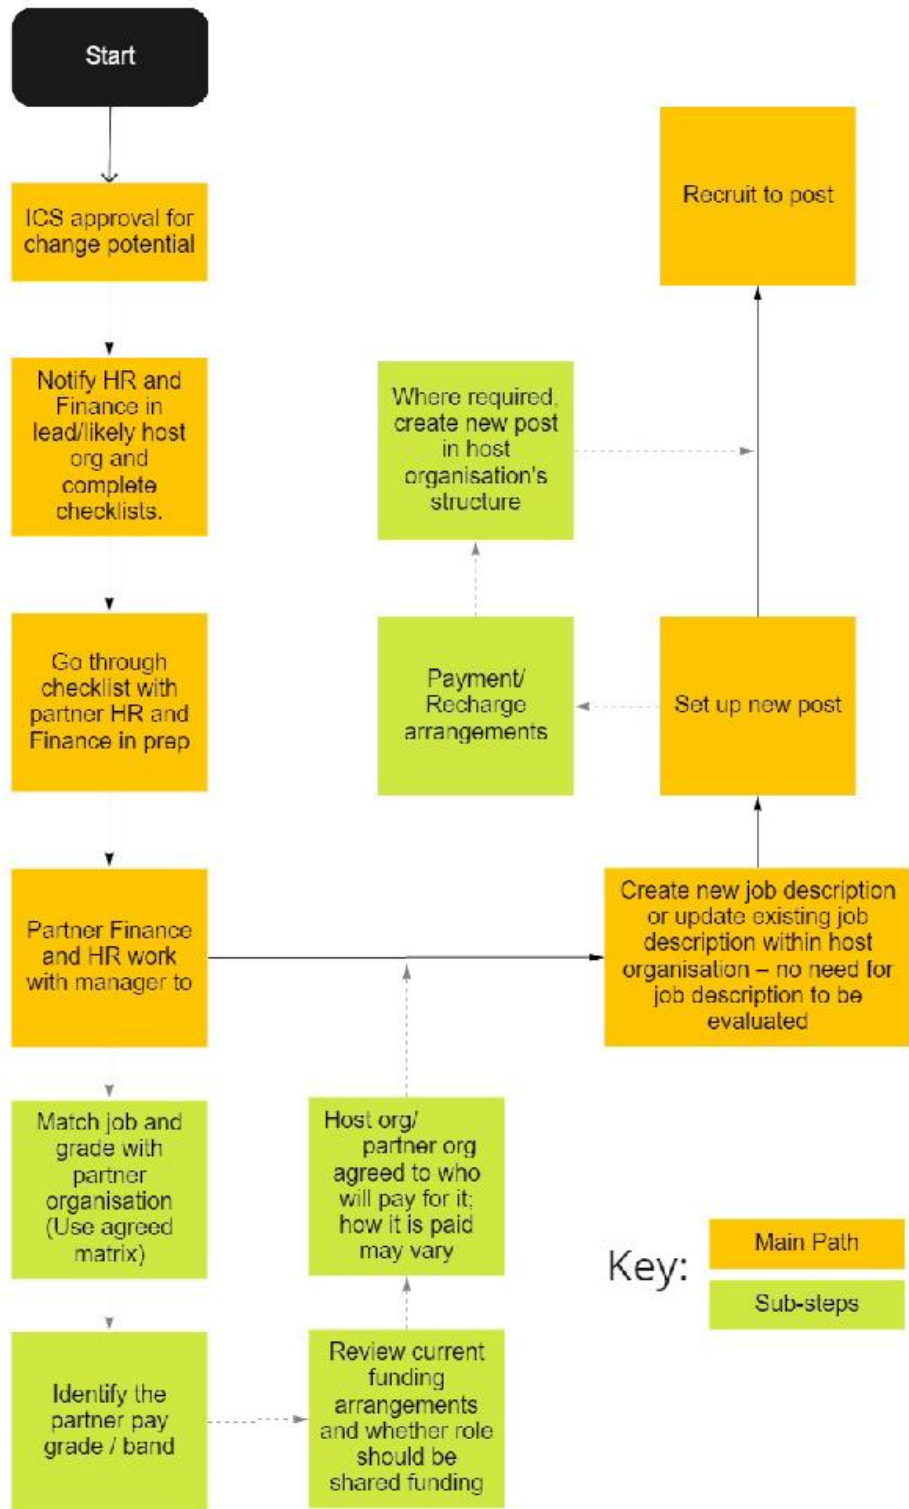 Start
ICS approval for
change potential
Notify HR and
Finance in
lead/likely host
org and
complete
checklists.
Go through
checklist with
partner HR and
Finance in prep
Partner Finance
and HR work
with manager to
Match job and
grade with
partner
organisation
(Use agreed
matrix)
Identify the
partner pay
grade / band
Review current
funding
arrangements
and whether role
should be
shared funding
Host org/
partner org
agreed to who
will pay for it;
how it is paid
may vary
Create new job description
or update existing job
description within host
organisation – no need for
job description to be
evaluated
Set up new post
Payment/
Recharge
arrangements
Where required,
create new post
in host
organisation's
structure
Recruit to post
Key:
Main Path
Sub-steps